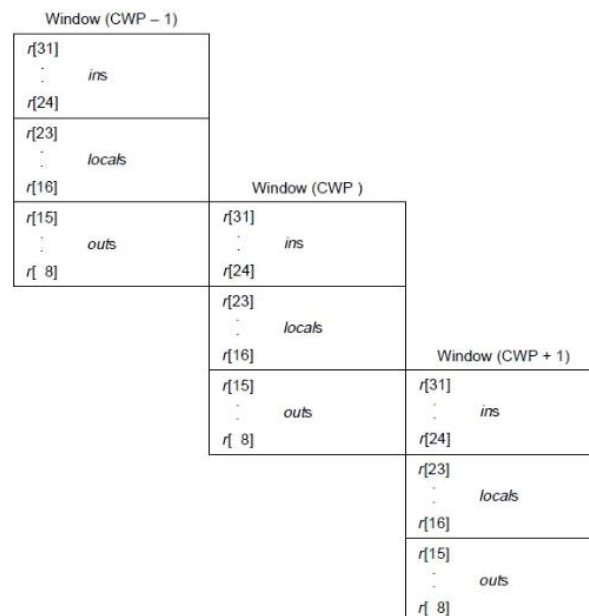 Window (CWP – 1)
r[31]
: ins
r[24]
r[23]
: locals
r[16]
r[15]
: outs
r[ 8]
Window (CWP )
r[31]
: ins
r[24]
r[23]
: locals
r[16]
r[15]
: outs
r[ 8]
Window (CWP + 1)
r[31]
: ins
r[24]
r[23]
: locals
r[16]
r[15]
: outs
r[ 8]